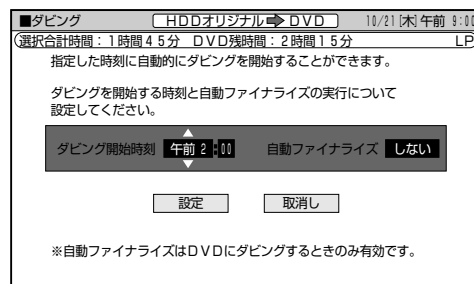 ■ダビング HDDオリジナル➡DVD 10/21[木]午前 9:00
選択合計時間:1時間45分 DVD残時間:2時間15分 LP
指定した時刻に自動的にダビングを開始することができます。
ダビングを開始する時刻と自動ファイナライズの実行について
設定してください。
ダビング開始時刻 午前 2:00 自動ファイナライズ しない
設定 取消し
※自動ファイナライズはDVDにダビングするときのみ有効です。